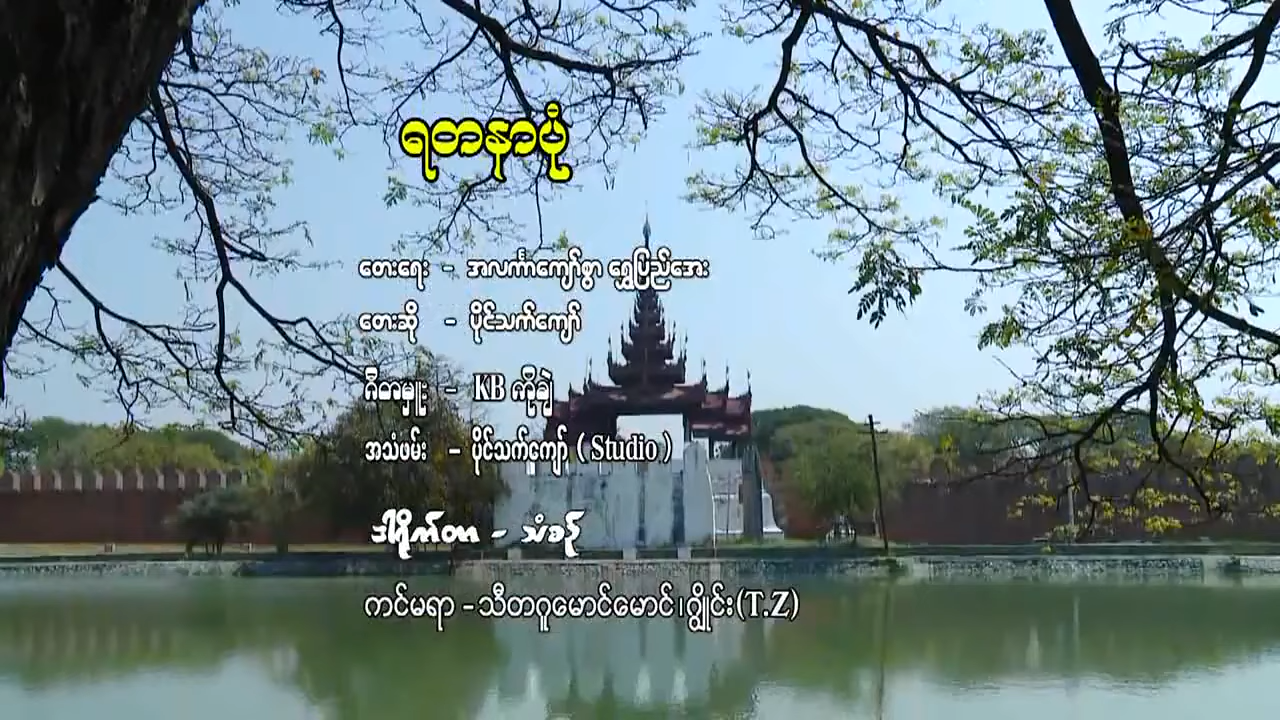 ရတနာပုံ
တေးရေး - အလင်္ကာကျော်စွာ ရွှေပြည်အေး
တေးဆို - ပိုင်သက်ကျော်
ဂီတမှူး - KB ကိုချဲ
အသံဖမ်း - ပိုင်သက်ကျော် ( Studio )
ဒါရိုက်တာ - သံစဉ်
ကင်မရာ - သီတဂူမောင်မောင် ၊ ဂျွိုင်း (T.Z)